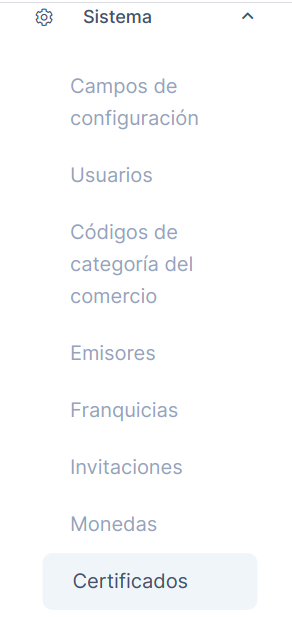 Sistema
Campos de
configuración
Usuarios
Códigos de
categoría del
comercio
Emisores
Franquicias
Invitaciones
Monedas
Certificados